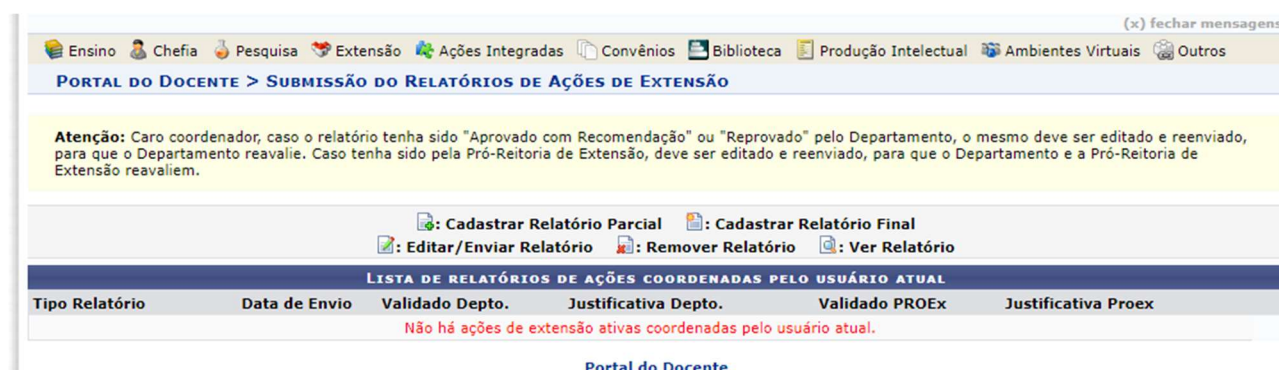 (x) fechar mensagens
Ensino Chefia Pesquisa Extensão Ações Integradas Convênios Biblioteca Produção Intelectual Ambientes Virtuais Outros
Portal do Docente > Submissão do Relatórios de Ações de Extensão
Atenção: Caro coordenador, caso o relatório tenha sido "Aprovado com Recomendação" ou "Reprovado" pelo Departamento, o mesmo deve ser editado e reenviado,
para que o Departamento reavalie. Caso tenha sido pela Pró-Reitoria de Extensão, deve ser editado e reenviado, para que o Departamento e a Pró-Reitoria de
Extensão reavaliem.
: Cadastrar Relatório Parcial : Cadastrar Relatório Final
: Editar/Enviar Relatório : Remover Relatório : Ver Relatório
Lista de relatórios de ações coordenadas pelo usuário atual
Tipo Relatório Data de Envio Validado Depto. Justificativa Depto. Validado PROEx Justificativa Proex
Não há ações de extensão ativas coordenadas pelo usuário atual.
Portal do Docente